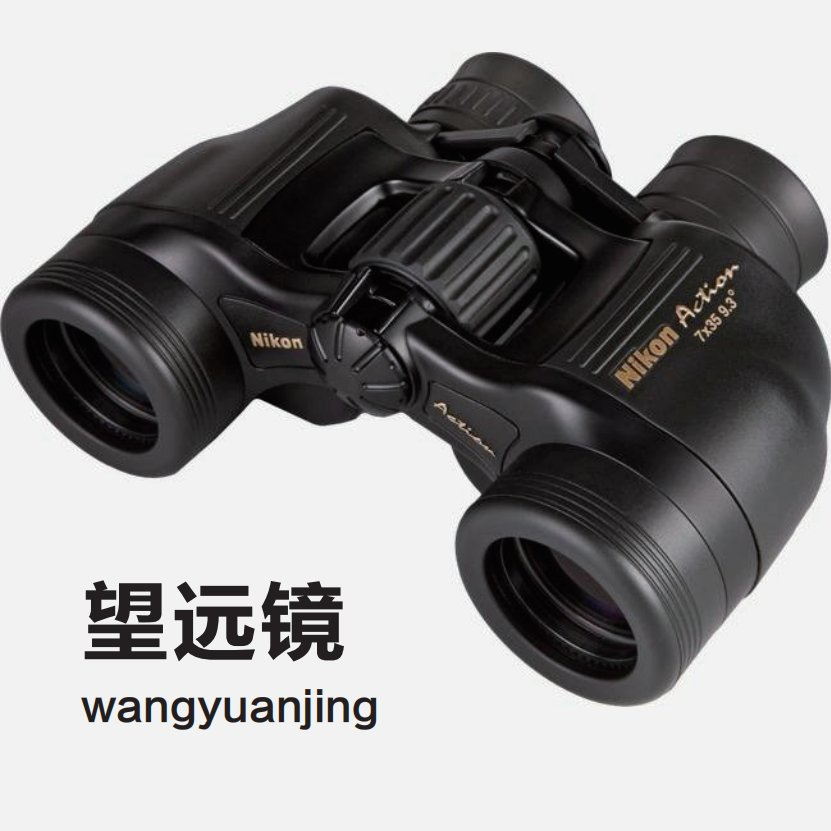 Nikon
Action
Nikon Action
7x35 9.3°
望远镜
wangyuanjing